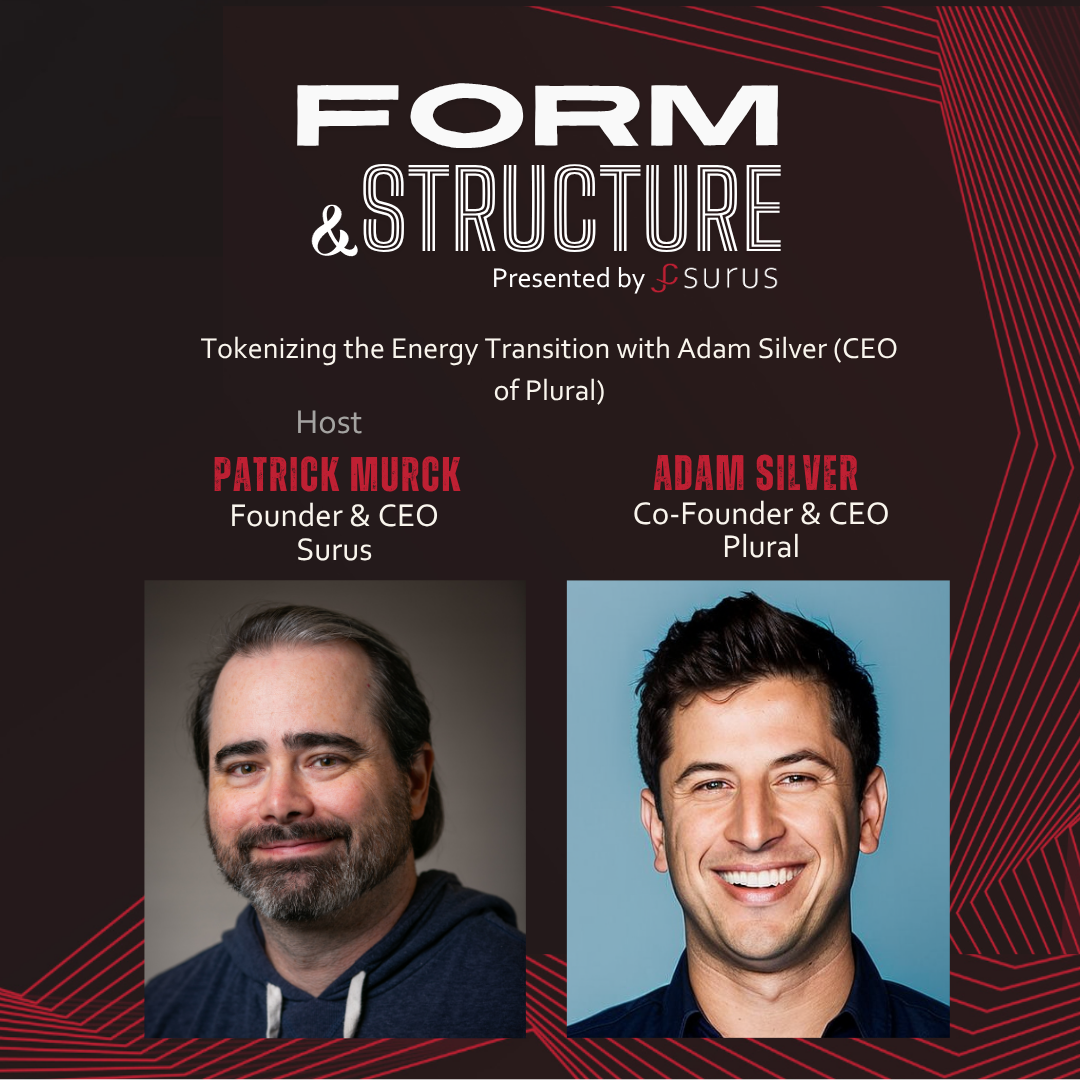 FORM
& STRUCTURE
Presented by surus
Tokenizing the Energy Transition with Adam Silver (CEO
of Plural)
Host
PATRICK MURCK
Founder & CEO
Surus
ADAM SILVER
Co-Founder & CEO
Plural